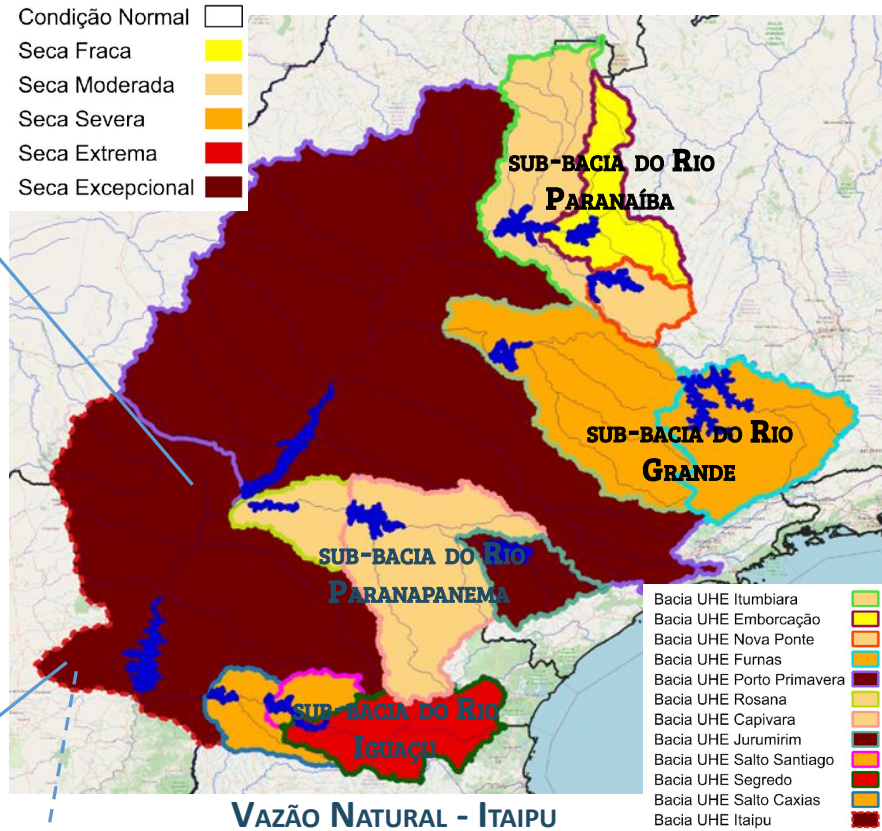 Condição Normal
Seca Fraca
Seca Moderada
Seca Severa
Seca Extrema
Seca Excepcional
SUB-BACIA DO RIO
PARANAÍBA
SUB-BACIA DO RIO
GRANDE
SUB-BACIA DO RIO
PARANAPANEMA
SUB-BACIA DO RIO
IGUAÇU
Bacia UHE Itumbiara
Bacia UHE Emborcação
Bacia UHE Nova Ponte
Bacia UHE Furnas
Bacia UHE Porto Primavera
Bacia UHE Rosana
Bacia UHE Capivara
Bacia UHE Jurumirim
Bacia UHE Salto Santiago
Bacia UHE Segredo
Bacia UHE Salto Caxias
Bacia UHE Itaipu
VAZÃO NATURAL - ITAIPU